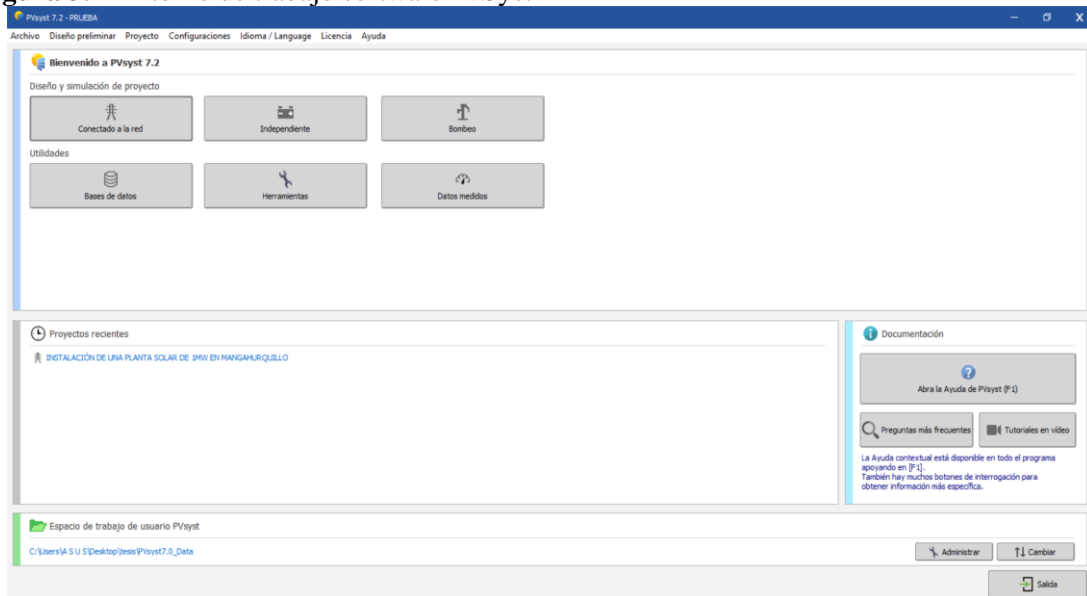 PVsyst 7.2 - PRUEBA
Archivo Diseño preliminar Proyecto Configuraciones Idioma / Language Licencia Ayuda
Bienvenido a PVsyst 7.2
Diseño y simulación de proyecto
Conectado a la red Independiente Bombeo
Utilidades
Bases de datos Herramientas Datos medidos
Proyectos recientes
INSTALACIÓN DE UNA PLANTA SOLAR DE 1MW EN MANGAHURQUILLO
Documentación
Abra la Ayuda de PVsyst (F1)
Preguntas más frecuentes Tutoriales en vídeo
La Ayuda contextual está disponible en todo el programa
apoyando en [F1].
También hay muchos botones de interrogación para
obtener información más específica.
Espacio de trabajo de usuario PVsyst
C:\Users\A S U S\Desktop\tesis\PVsyst7.0_Data
Administrar Cambiar
Salida